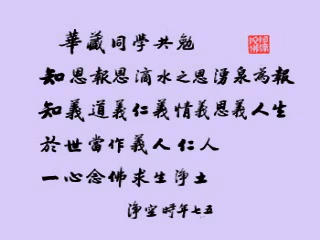 華藏同學共勉
知恩報恩滴水之恩湧泉為報
知義道義仁義情義恩義人生
於世當作義人仁人
一心念佛求生淨土
淨空時年七五